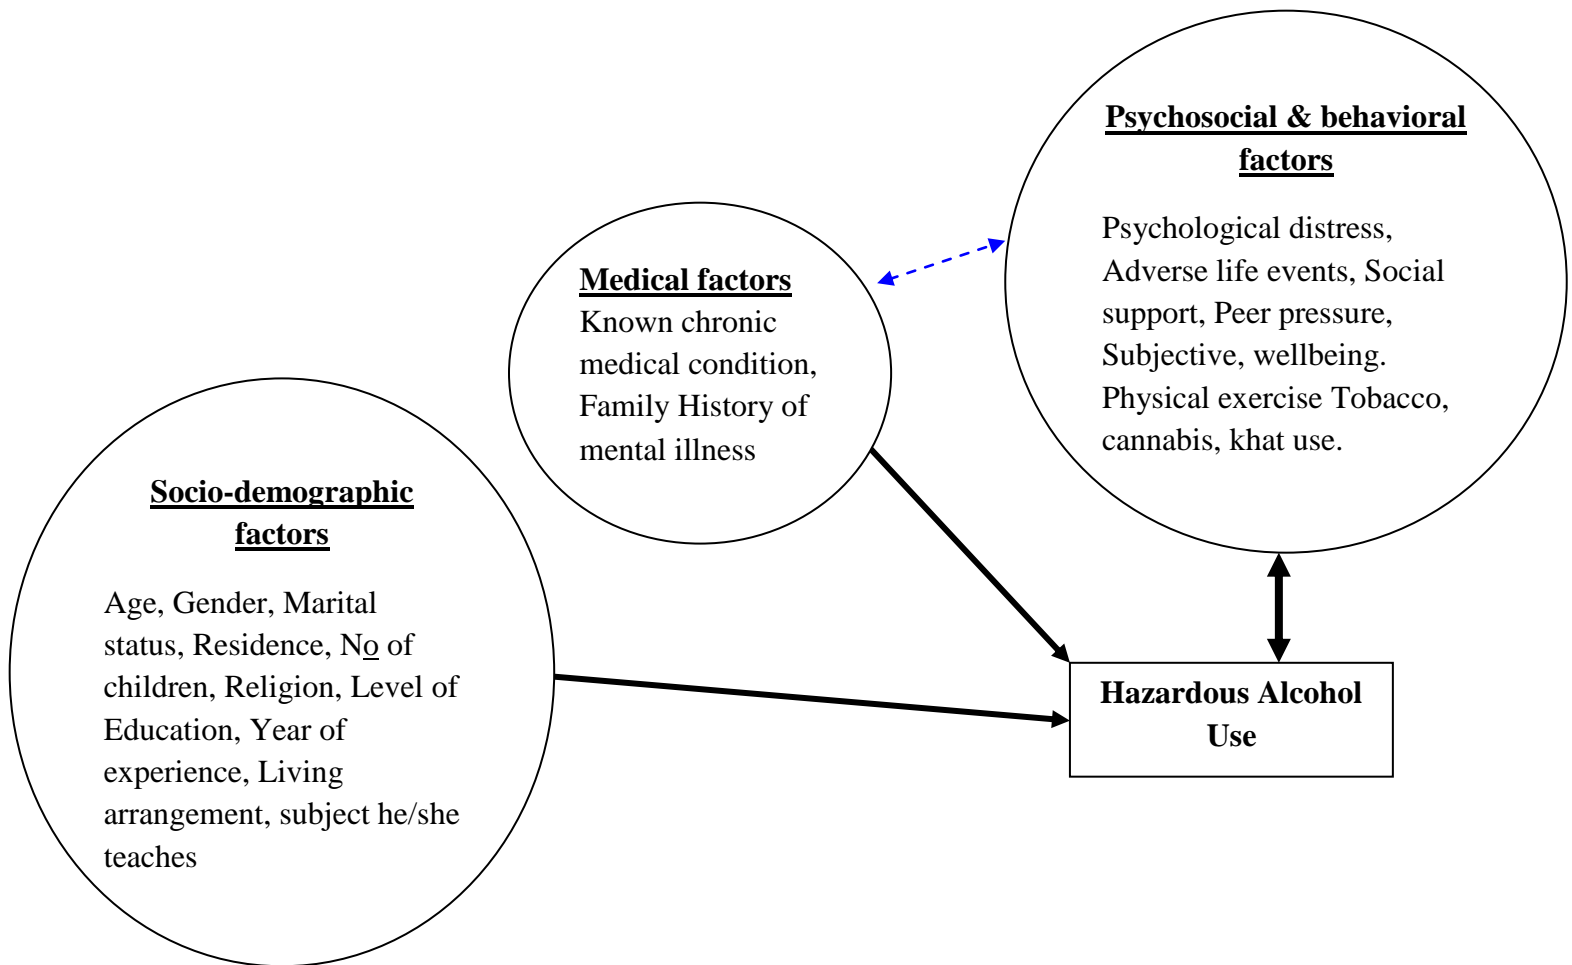 Psychosocial & behavioral
factors
Psychological distress,
Adverse life events, Social
support, Peer pressure,
Subjective, wellbeing.
Physical exercise Tobacco,
cannabis, khat use.
Medical factors
Known chronic
medical condition,
Family History of
mental illness
Socio-demographic
factors
Age, Gender, Marital
status, Residence, No of
children, Religion, Level of
Education, Year of
experience, Living
arrangement, subject he/she
teaches
Hazardous Alcohol
Use